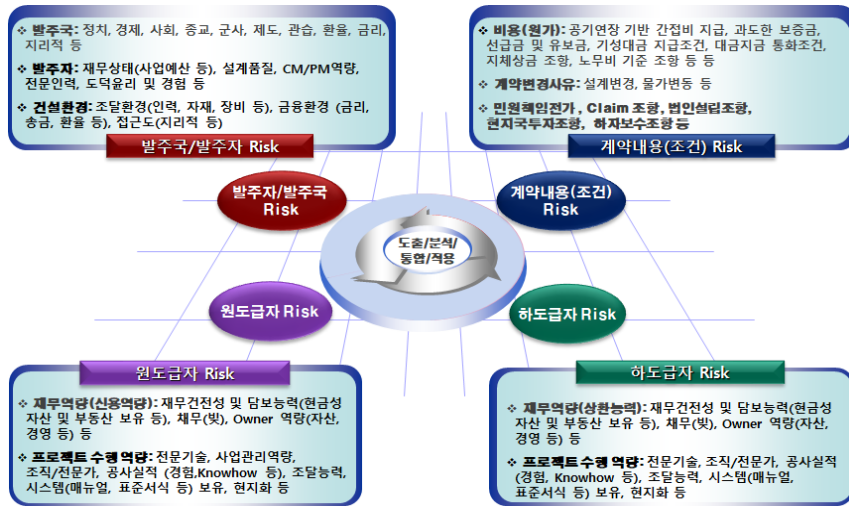 ❖ 발주국: 정치, 경제, 사회, 종교, 군사, 제도, 관습, 환율, 금리,
지리적 등
❖ 발주자: 재무상태(사업예산 등), 설계품질, CM/PM역량,
전문인력, 도덕윤리 및 경험 등
❖ 건설환경: 조달환경(인력, 자재, 장비 등), 금융환경 (금리,
송금, 환율 등), 접근도(지리적 등)
발주국/발주자 Risk
❖ 비용(원가): 공기연장 기반 간접비 지급, 과도한 보증금,
선급금 및 유보금, 기성대금 지급조건, 대금지금 통화조건,
지체상금 조항, 노무비 기준 조항 등 등
❖ 계약변경사유: 설계변경, 물가변동 등
❖ 민원책임전가, Claim 조항, 법인설립조항,
현지국투자조항, 하자보수조항 등
계약내용(조건) Risk
발주자/발주국
Risk
계약내용(조건)
Risk
도출/분석/
통합/적용
원도급자 Risk
하도급자 Risk
원도급자 Risk
❖ 재무역량(신용역량): 재무건전성 및 담보능력(현금성
자산 및 부동산 보유 등), 채무(빚), Owner 역량(자산,
경영 등) 등
❖ 프로젝트 수행 역량: 전문기술, 사업관리역량,
조직/전문가, 공사실적 (경험,Knowhow 등), 조달능력,
시스템(매뉴얼, 표준서식 등) 보유, 현지화 등
하도급자 Risk
❖ 재무역량(상환능력): 재무건전성 및 담보능력(현금성
자산 및 부동산 보유 등), 채무(빚), Owner 역량(자산,
경영 등) 등
❖ 프로젝트 수행 역량: 전문기술, 조직/전문가, 공사실적
(경험, Knowhow 등), 조달능력, 시스템(매뉴얼,
표준서식 등) 보유, 현지화 등